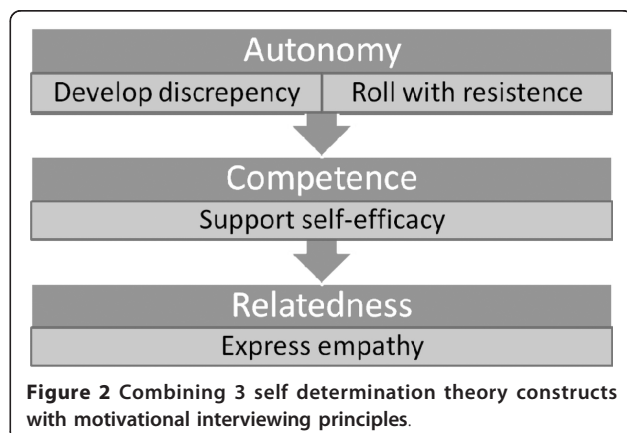 Autonomy
Develop discrepency Roll with resistence
Competence
Support self-efficacy
Relatedness
Express empathy
Figure 2 Combining 3 self determination theory constructs
with motivational interviewing principles.